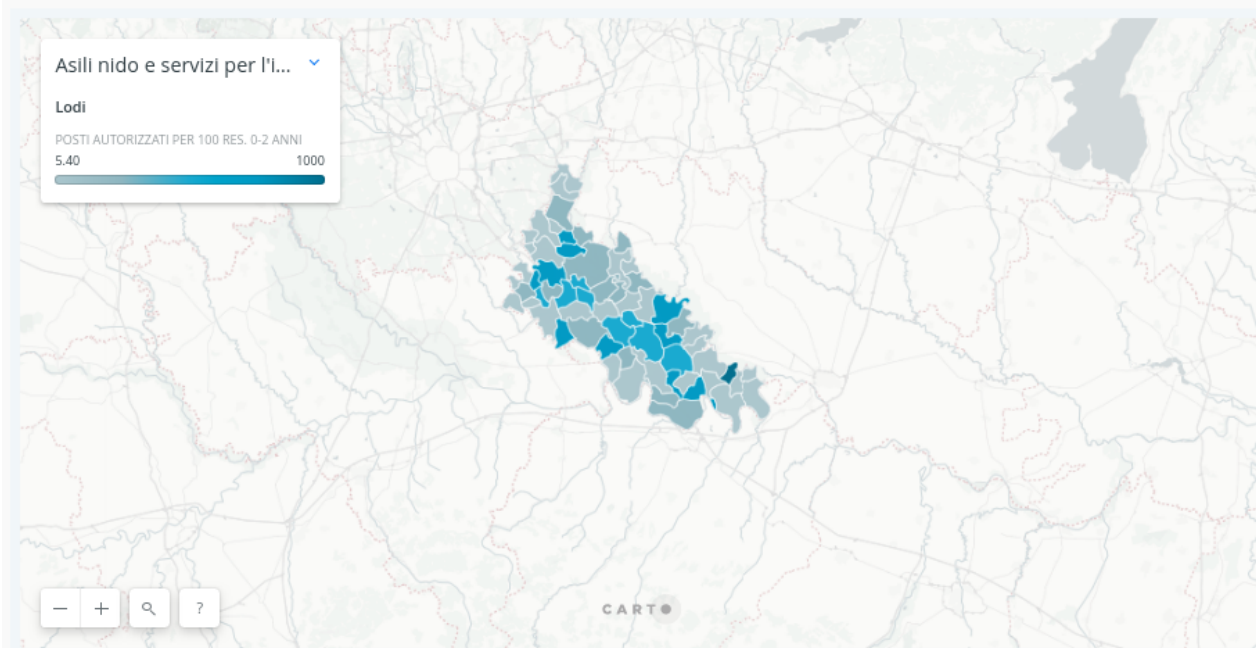 Asili nido e servizi per l'i...
Lodi
POSTI AUTORIZZATI PER 100 RES. 0-2 ANNI
5.40 1000
− + ?
CARTO